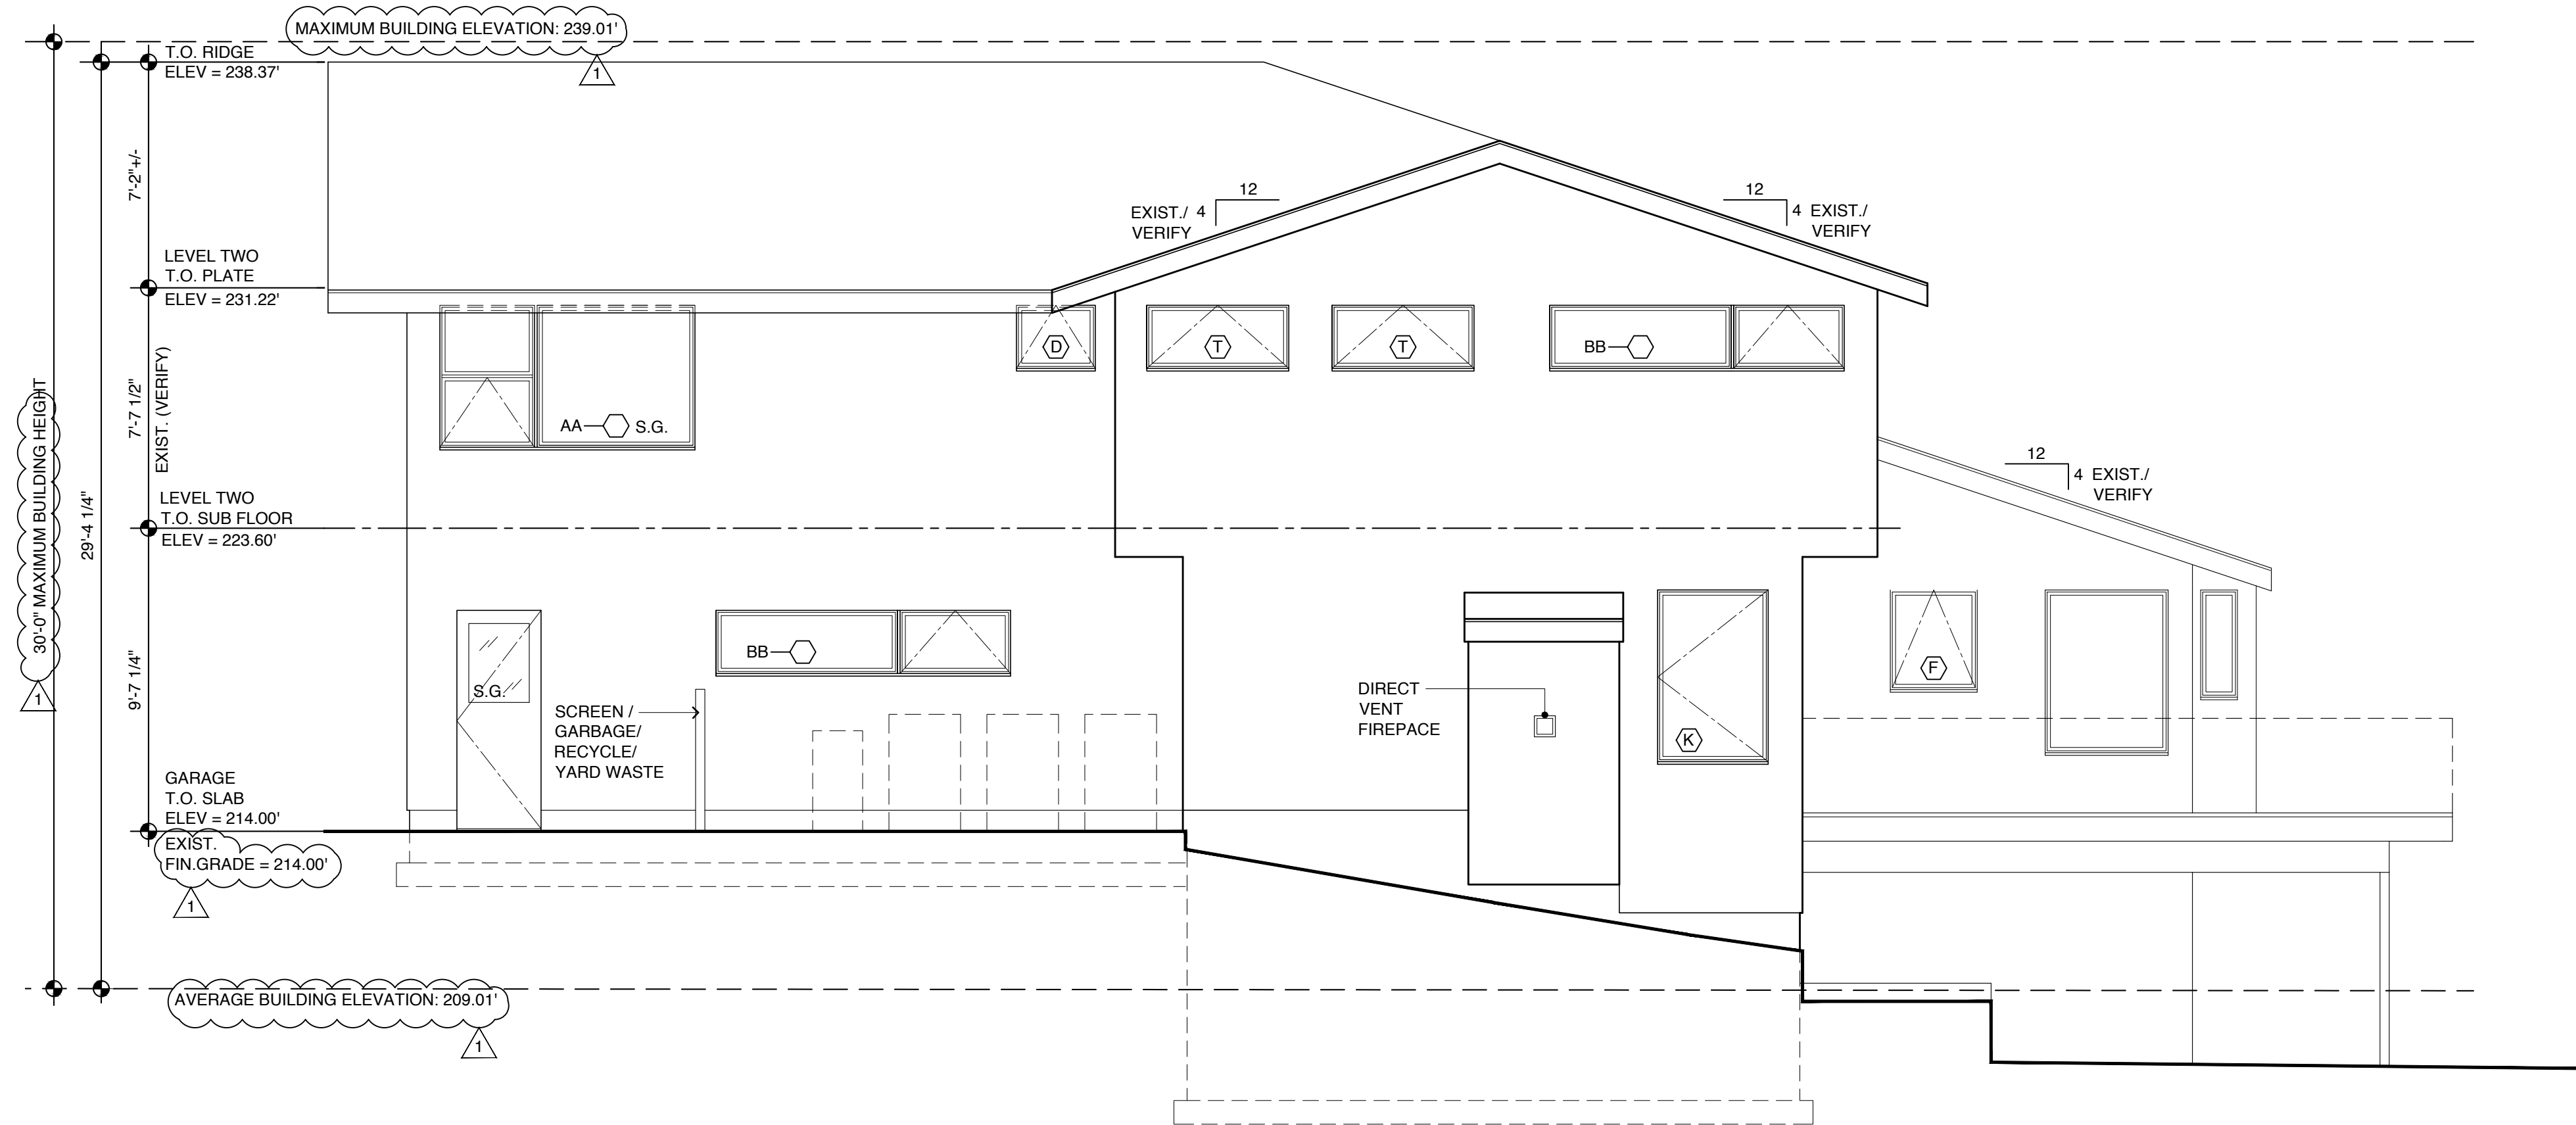 MAXIMUM BUILDING ELEVATION: 239.01'
1
T.O. RIDGE
ELEV = 238.37'
7'-2"+/-
12
EXIST./ 4
VERIFY
12
4 EXIST./
VERIFY
LEVEL TWO
T.O. PLATE
ELEV = 231.22'
D
T
T
BB
AA
S.G.
7'-7 1/2"
EXIST. (VERIFY)
30'-0" MAXIMUM BUILDING HEIGHT
1
29'-4 1/4"
12
4 EXIST./
VERIFY
LEVEL TWO
T.O. SUB FLOOR
ELEV = 223.60'
9'-7 1/4"
S.G.
BB
SCREEN /
GARBAGE/
RECYCLE/
YARD WASTE
DIRECT
VENT
FIREPACE
K
F
GARAGE
T.O. SLAB
ELEV = 214.00'
EXIST.
FIN.GRADE = 214.00'
1
AVERAGE BUILDING ELEVATION: 209.01'
1